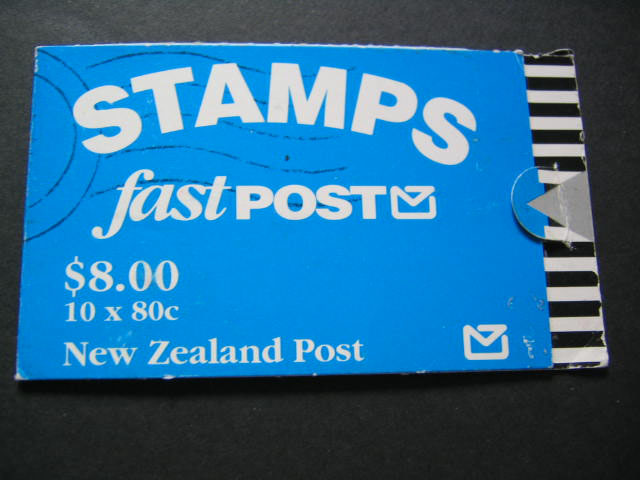 STAMPS
fastPOST
$8.00
10 x 80c
New Zealand Post